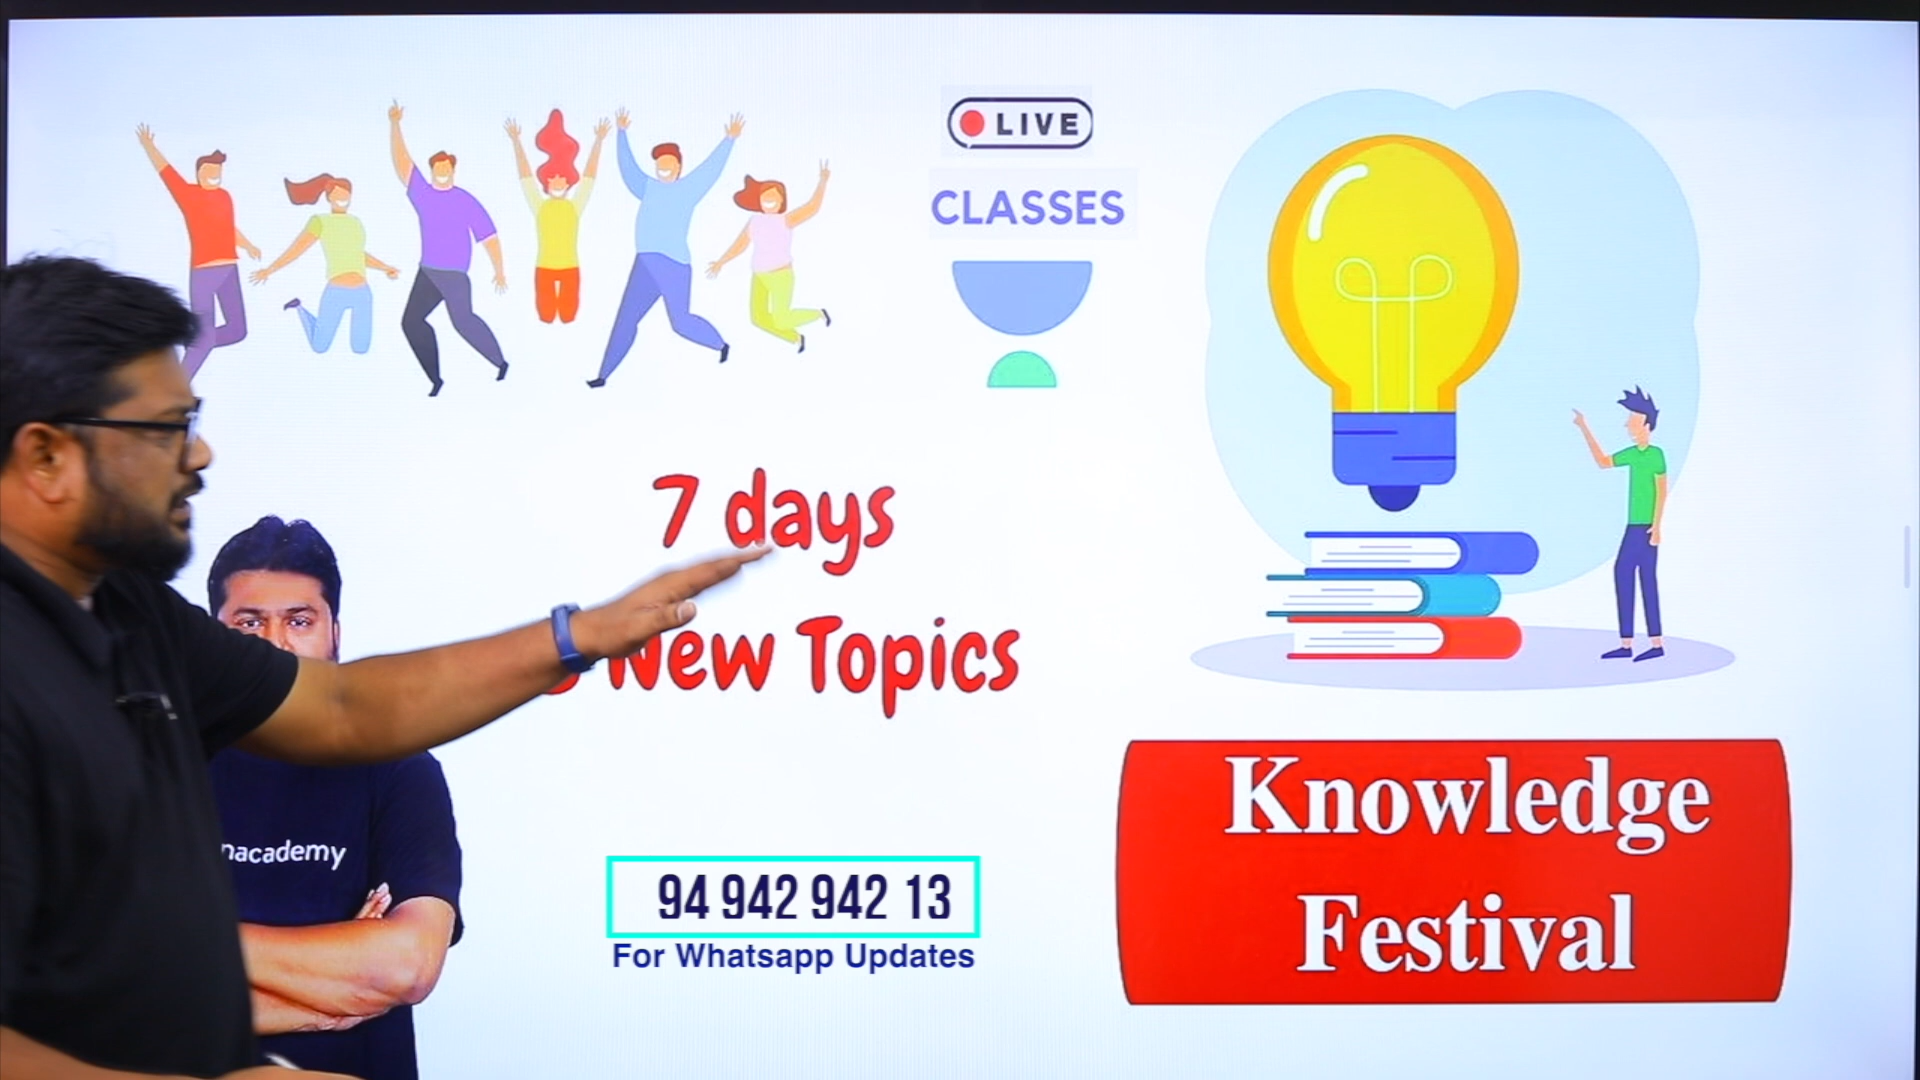 LIVE
CLASSES
7 days
New Topics
nacademy
94 942 942 13
For Whatsapp Updates
Knowledge
Festival